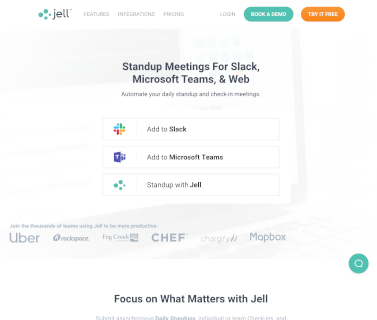 jell
FEATURES INTEGRATIONS PRICING LOGIN BOOK A DEMO TRY IT FREE
Standup Meetings For Slack,
Microsoft Teams, & Web
Automate your daily standup and check-in meetings.
Add to Slack
Add to Microsoft Teams
Standup with Jell
Join the thousands of teams using Jell to be more productive:
Uber rackspace Fog Creek CHEF chargify Mapbox
Focus on What Matters with Jell
Submit asynchronous Daily Standups, individual or team Check-ins, and